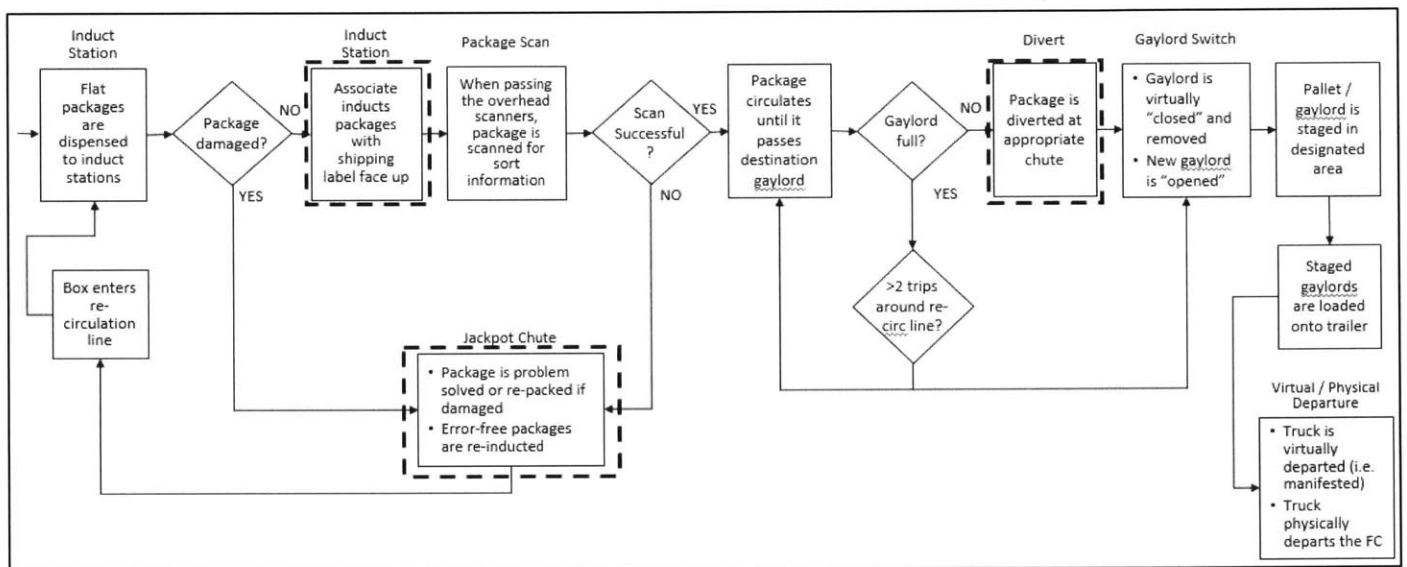 Induct
Station
Flat
packages
are
dispensed
to induct
stations
Package
damaged?
NO
YES
Induct
Station
Associate
inducts
packages
with
shipping
label face up
Package Scan
When passing
the overhead
scanners,
package is
scanned for
sort
information
Scan
Successful
?
YES
NO
Package
circulates
until it
passes
destination
gaylord
Gaylord
full?
NO
YES
>2 trips
around re-
circ line?
Divert
Package is
diverted at
appropriate
chute
Gaylord Switch
• Gaylord is
virtually
"closed" and
removed
• New gaylord
is "opened"
Pallet /
gaylord is
staged in
designated
area
Staged
gaylords
are loaded
onto trailer
Virtual / Physical
Departure
• Truck is
virtually
departed (i.e.
manifested)
• Truck
physically
departs the FC
Jackpot Chute
• Package is problem
solved or re-packed if
damaged
• Error-free packages
are re-inducted
Box enters
re-
circulation
line